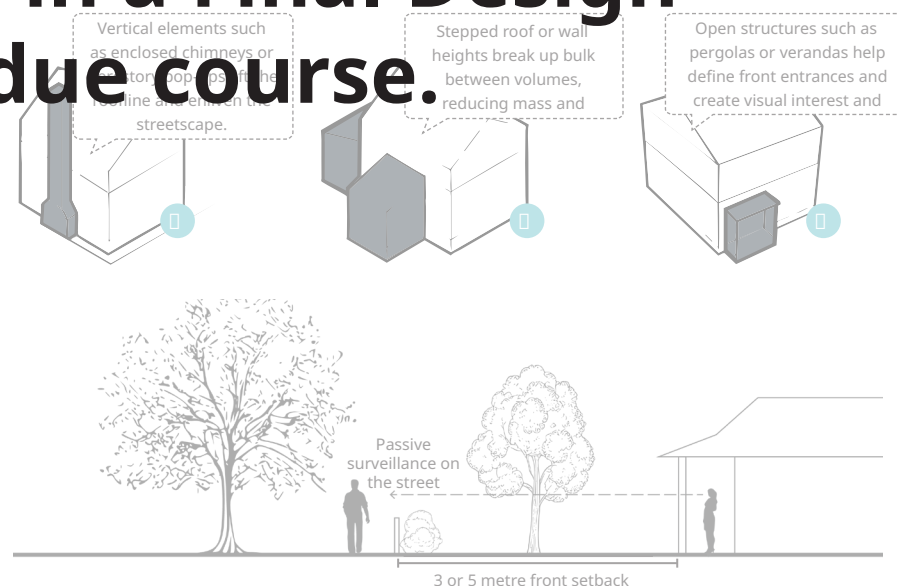 in a Final Design
due course.
Vertical elements such
as enclosed chimneys or
roofline and enliven the
streetscape.
Stepped roof or wall
heights break up bulk
between volumes,
reducing mass and
Open structures such as
pergolas or verandas help
define front entrances and
create visual interest and
Passive
surveillance on
the street
3 or 5 metre front setback